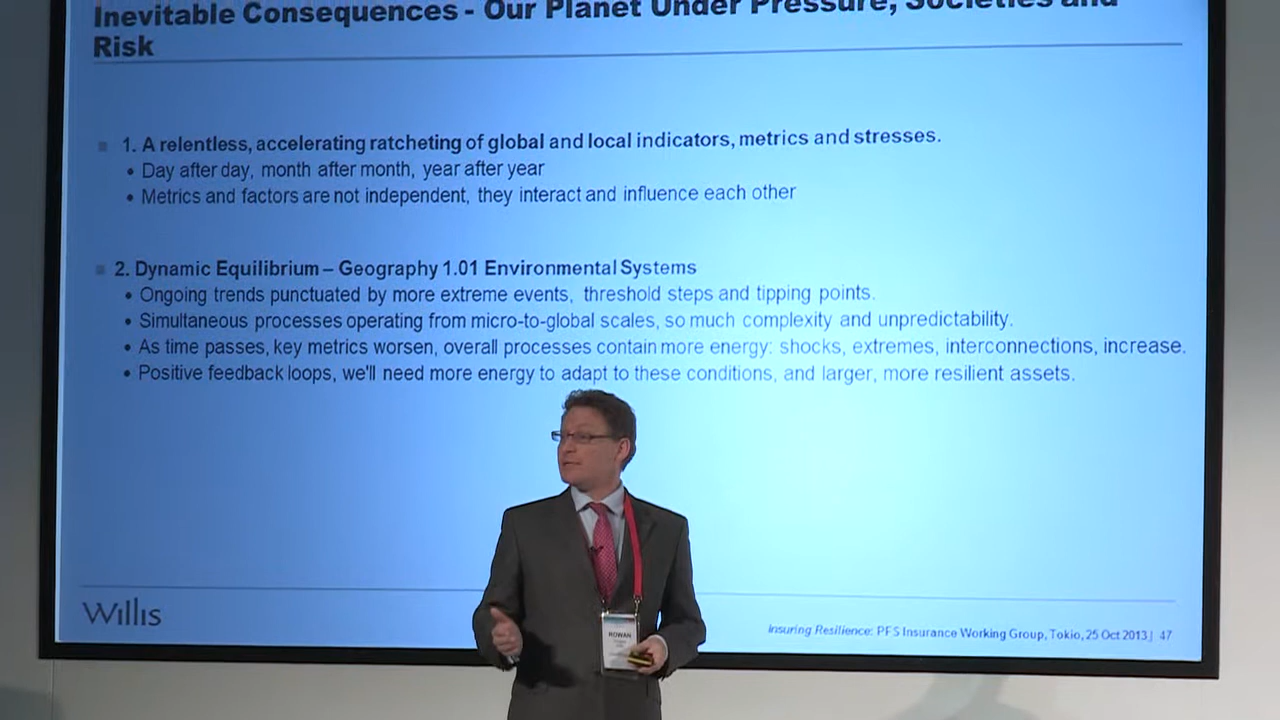 Inevitable Consequences - Our Planet Under Pressure, Societies and
Risk
1. A relentless, accelerating ratcheting of global and local indicators, metrics and stresses.
• Day after day, month after month, year after year
• Metrics and factors are not independent, they interact and influence each other
2. Dynamic Equilibrium – Geography 1.01 Environmental Systems
• Ongoing trends punctuated by more extreme events, threshold steps and tipping points.
• Simultaneous processes operating from micro-to-global scales, so much complexity and unpredictability.
• As time passes, key metrics worsen, overall processes contain more energy: shocks, extremes, interconnections, increase.
• Positive feedback loops, we'll need more energy to adapt to these conditions, and larger, more resilient assets.
Willis
Insuring Resilience: PFS Insurance Working Group, Tokio, 25 Oct 2013 | 47
ROWAN